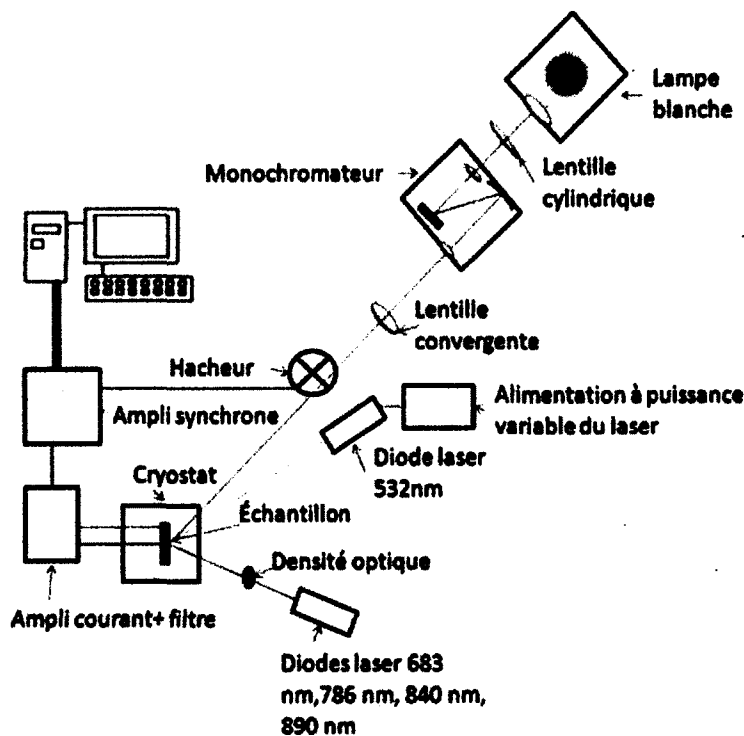 Lampe
blanche
Lentille
cylindrique
Monochromateur
Lentille
convergente
Hacheur
Ampli synchrone
Alimentation à puissance
variable du laser
Diode laser
532nm
Cryostat
Échantillon
Densité optique
Ampli courant+ filtre
Diodes laser 683
nm,786 nm, 840 nm,
890 nm